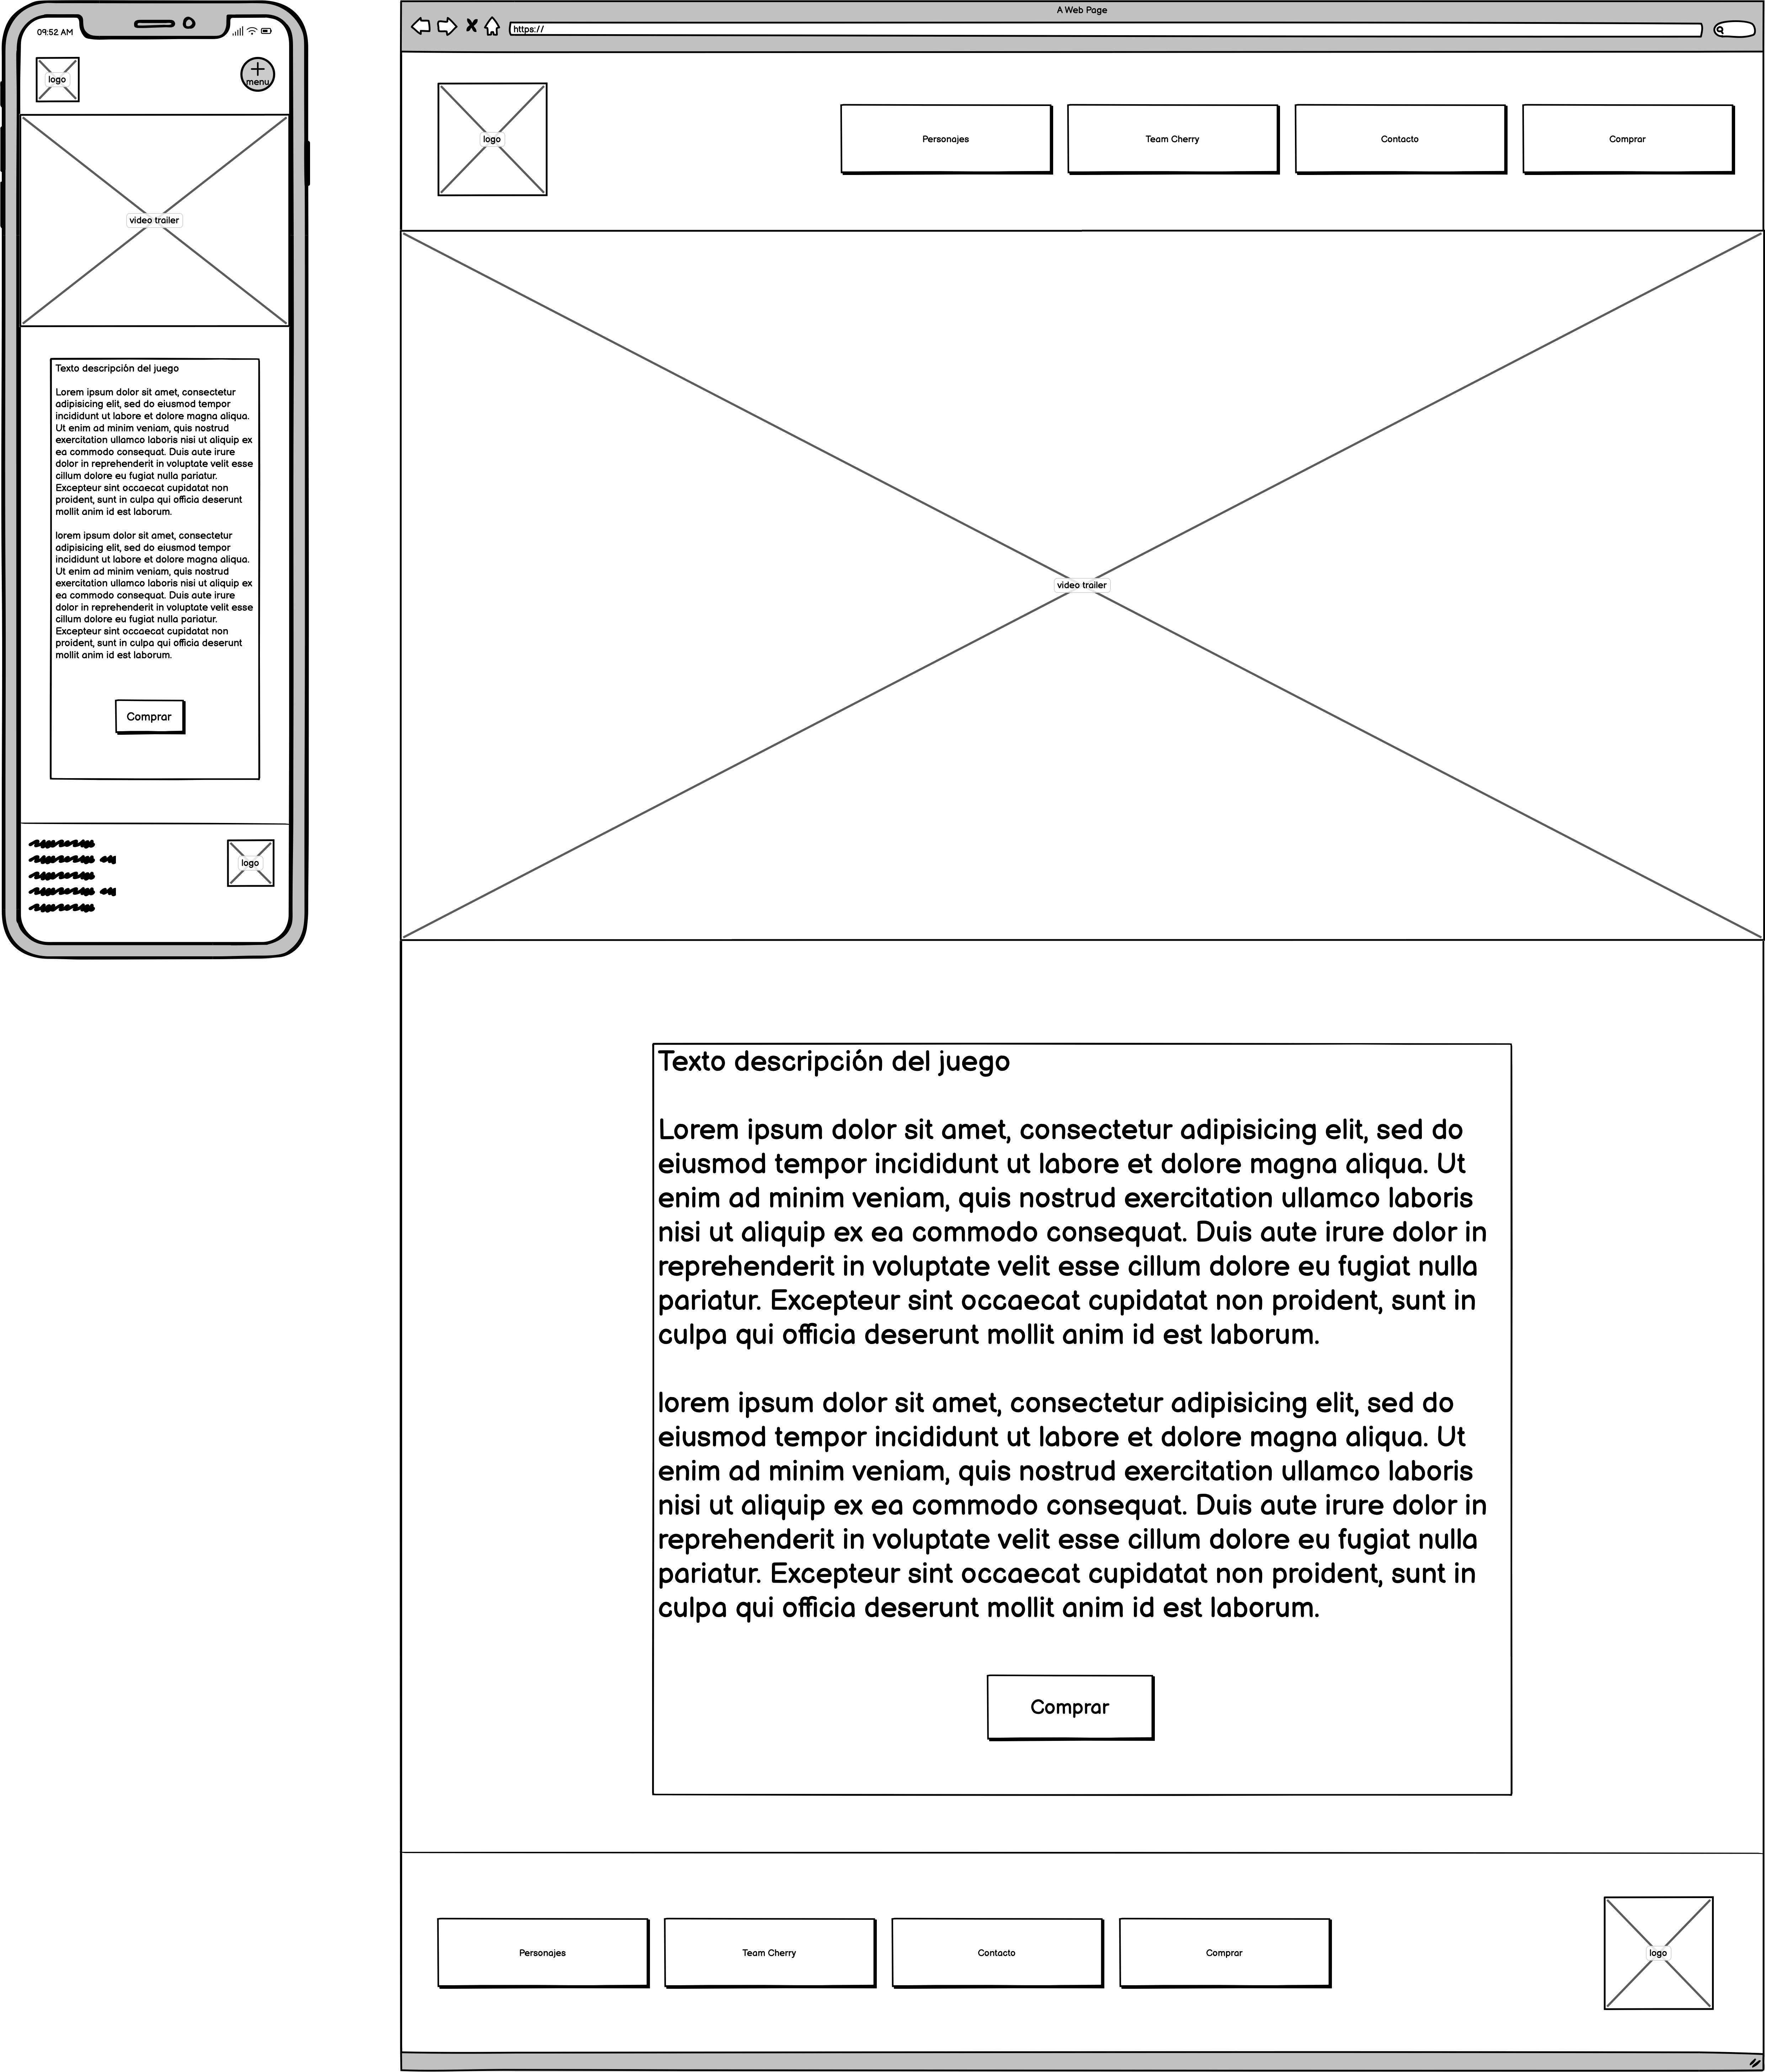 09:52 AM
logo
menu
video trailer
Texto descripción del juego
Lorem ipsum dolor sit amet, consectetur
adipisicing elit, sed do eiusmod tempor
incididunt ut labore et dolore magna aliqua.
Ut enim ad minim veniam, quis nostrud
exercitation ullamco laboris nisi ut aliquip ex
ea commodo consequat. Duis aute irure
dolor in reprehenderit in voluptate velit esse
cillum dolore eu fugiat nulla pariatur.
Excepteur sint occaecat cupidatat non
proident, sunt in culpa qui officia deserunt
mollit anim id est laborum.
lorem ipsum dolor sit amet, consectetur
adipisicing elit, sed do eiusmod tempor
incididunt ut labore et dolore magna aliqua.
Ut enim ad minim veniam, quis nostrud
exercitation ullamco laboris nisi ut aliquip ex
ea commodo consequat. Duis aute irure
dolor in reprehenderit in voluptate velit esse
cillum dolore eu fugiat nulla pariatur.
Excepteur sint occaecat cupidatat non
proident, sunt in culpa qui officia deserunt
mollit anim id est laborum.
Comprar
logo
A Web Page
https://
logo
Personajes
Team Cherry
Contacto
Comprar
video trailer
Texto descripción del juego
Lorem ipsum dolor sit amet, consectetur adipisicing elit, sed do
eiusmod tempor incididunt ut labore et dolore magna aliqua. Ut
enim ad minim veniam, quis nostrud exercitation ullamco laboris
nisi ut aliquip ex ea commodo consequat. Duis aute irure dolor in
reprehenderit in voluptate velit esse cillum dolore eu fugiat nulla
pariatur. Excepteur sint occaecat cupidatat non proident, sunt in
culpa qui officia deserunt mollit anim id est laborum.
lorem ipsum dolor sit amet, consectetur adipisicing elit, sed do
eiusmod tempor incididunt ut labore et dolore magna aliqua. Ut
enim ad minim veniam, quis nostrud exercitation ullamco laboris
nisi ut aliquip ex ea commodo consequat. Duis aute irure dolor in
reprehenderit in voluptate velit esse cillum dolore eu fugiat nulla
pariatur. Excepteur sint occaecat cupidatat non proident, sunt in
culpa qui officia deserunt mollit anim id est laborum.
Comprar
Personajes
Team Cherry
Contacto
Comprar
logo